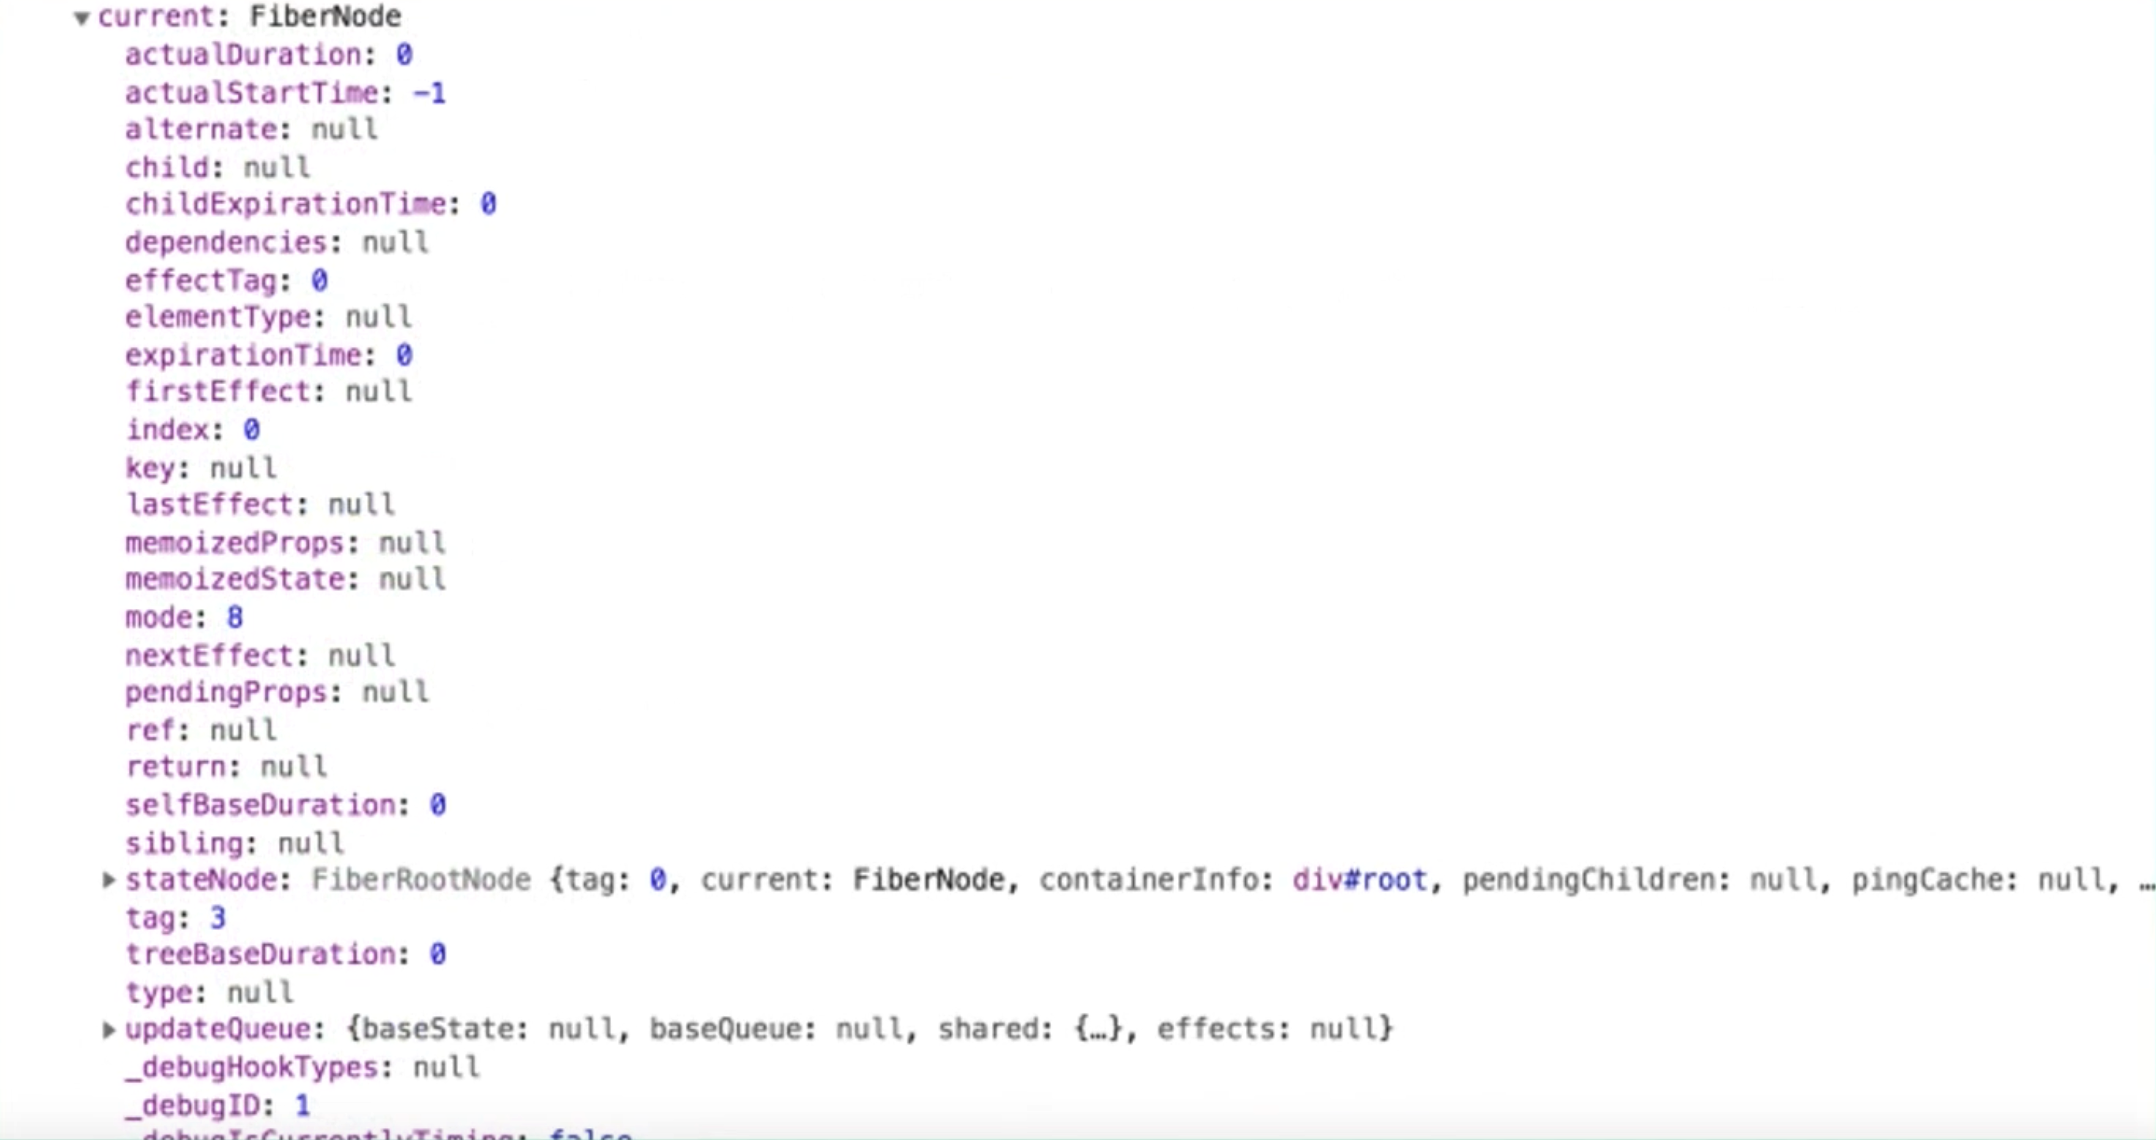 ▼current: FiberNode
actualDuration: 0
actualStartTime: -1
alternate: null
child: null
childExpirationTime: 0
dependencies: null
effectTag: 0
elementType: null
expirationTime: 0
firstEffect: null
index: 0
key: null
lastEffect: null
memoizedProps: null
memoizedState: null
mode: 8
nextEffect: null
pendingProps: null
ref: null
return: null
selfBaseDuration: 0
sibling: null
▶stateNode: FiberRootNode {tag: 0, current: FiberNode, containerInfo: div#root, pendingChildren: null, pingCache: null, …
tag: 3
treeBaseDuration: 0
type: null
▶updateQueue: {baseState: null, baseQueue: null, shared: {…}, effects: null}
_debugHookTypes: null
_debugID: 1
_debugIsCurrentlyTiming: false